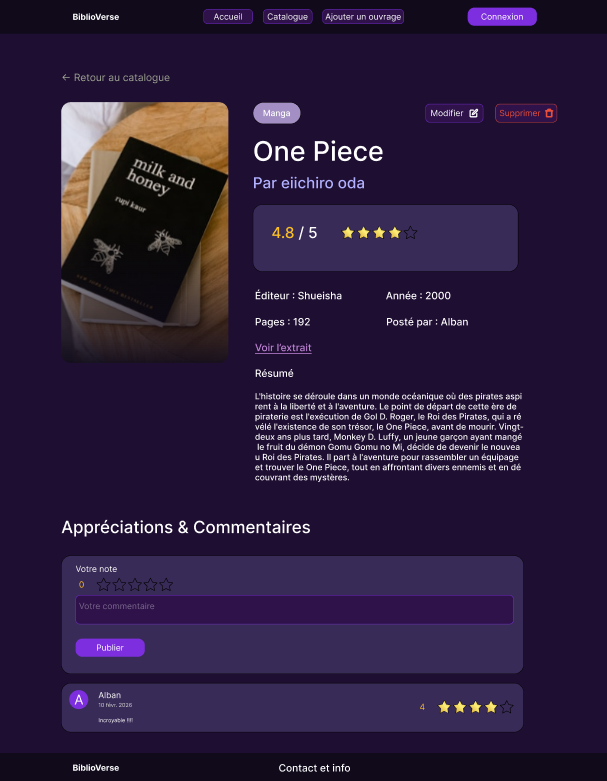 BiblioVerse
Accueil
Catalogue
Ajouter un ouvrage
Connexion
← Retour au catalogue
milk and
honey
rupi kaur
Manga
Modifier
Supprimer
One Piece
Par eiichiro oda
4.8 / 5
Éditeur : Shueisha
Année : 2000
Pages : 192
Posté par : Alban
Voir l'extrait
Résumé
L'histoire se déroule dans un monde océanique où des pirates aspi
rent à la liberté et à l'aventure. Le point de départ de cette ère de
piraterie est l'exécution de Gol D. Roger, le Roi des Pirates, qui a ré
vélé l'existence de son trésor, le One Piece, avant de mourir. Vingt-
deux ans plus tard, Monkey D. Luffy, un jeune garçon ayant mangé
le fruit du démon Gomu Gomu no Mi, décide de devenir le nouvea
u Roi des Pirates. Il part à l'aventure pour rassembler un équipage
et trouver le One Piece, tout en affrontant divers ennemis et en dé
couvrant des mystères.
Appréciations & Commentaires
Votre note
0
Votre commentaire
Publier
A
Alban
10 févr. 2026
Incroyable !!!!
4
BiblioVerse
Contact et info